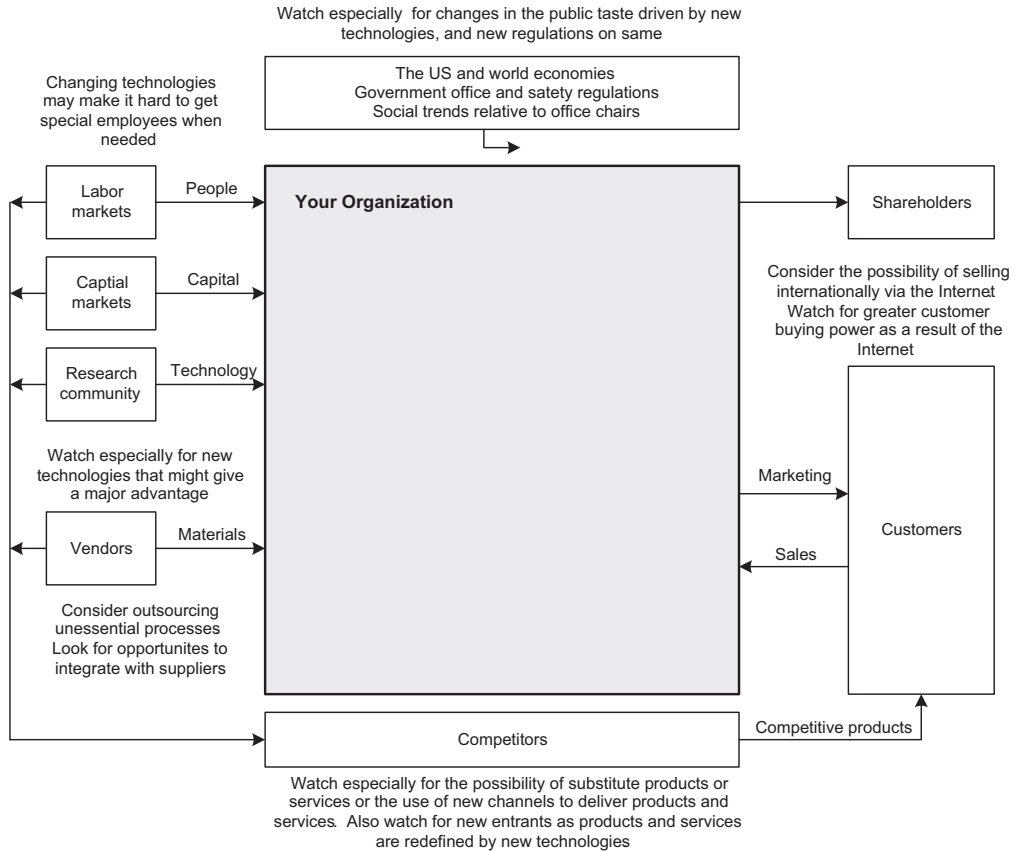 Watch especially for changes in the public taste driven by new
technologies, and new regulations on same
The US and world economies
Government office and satety regulations
Social trends relative to office chairs
Changing technologies
may make it hard to get
special employees when
needed
Labor
markets
People
Your Organization
Shareholders
Captial
markets
Capital
Consider the possibility of selling
internationally via the Internet.
Watch for greater customer
buying power as a result of the
Internet
Research
community
Technology
Watch especially for new
technologies that might give
a major advantage
Marketing
Vendors
Materials
Customers
Sales
Consider outsourcing
unessential processes
Look for opportunites to
integrate with suppliers
Competitors
Competitive products
Watch especially for the possibility of substitute products or
services or the use of new channels to deliver products and
services. Also watch for new entrants as products and services
are redefined by new technologies